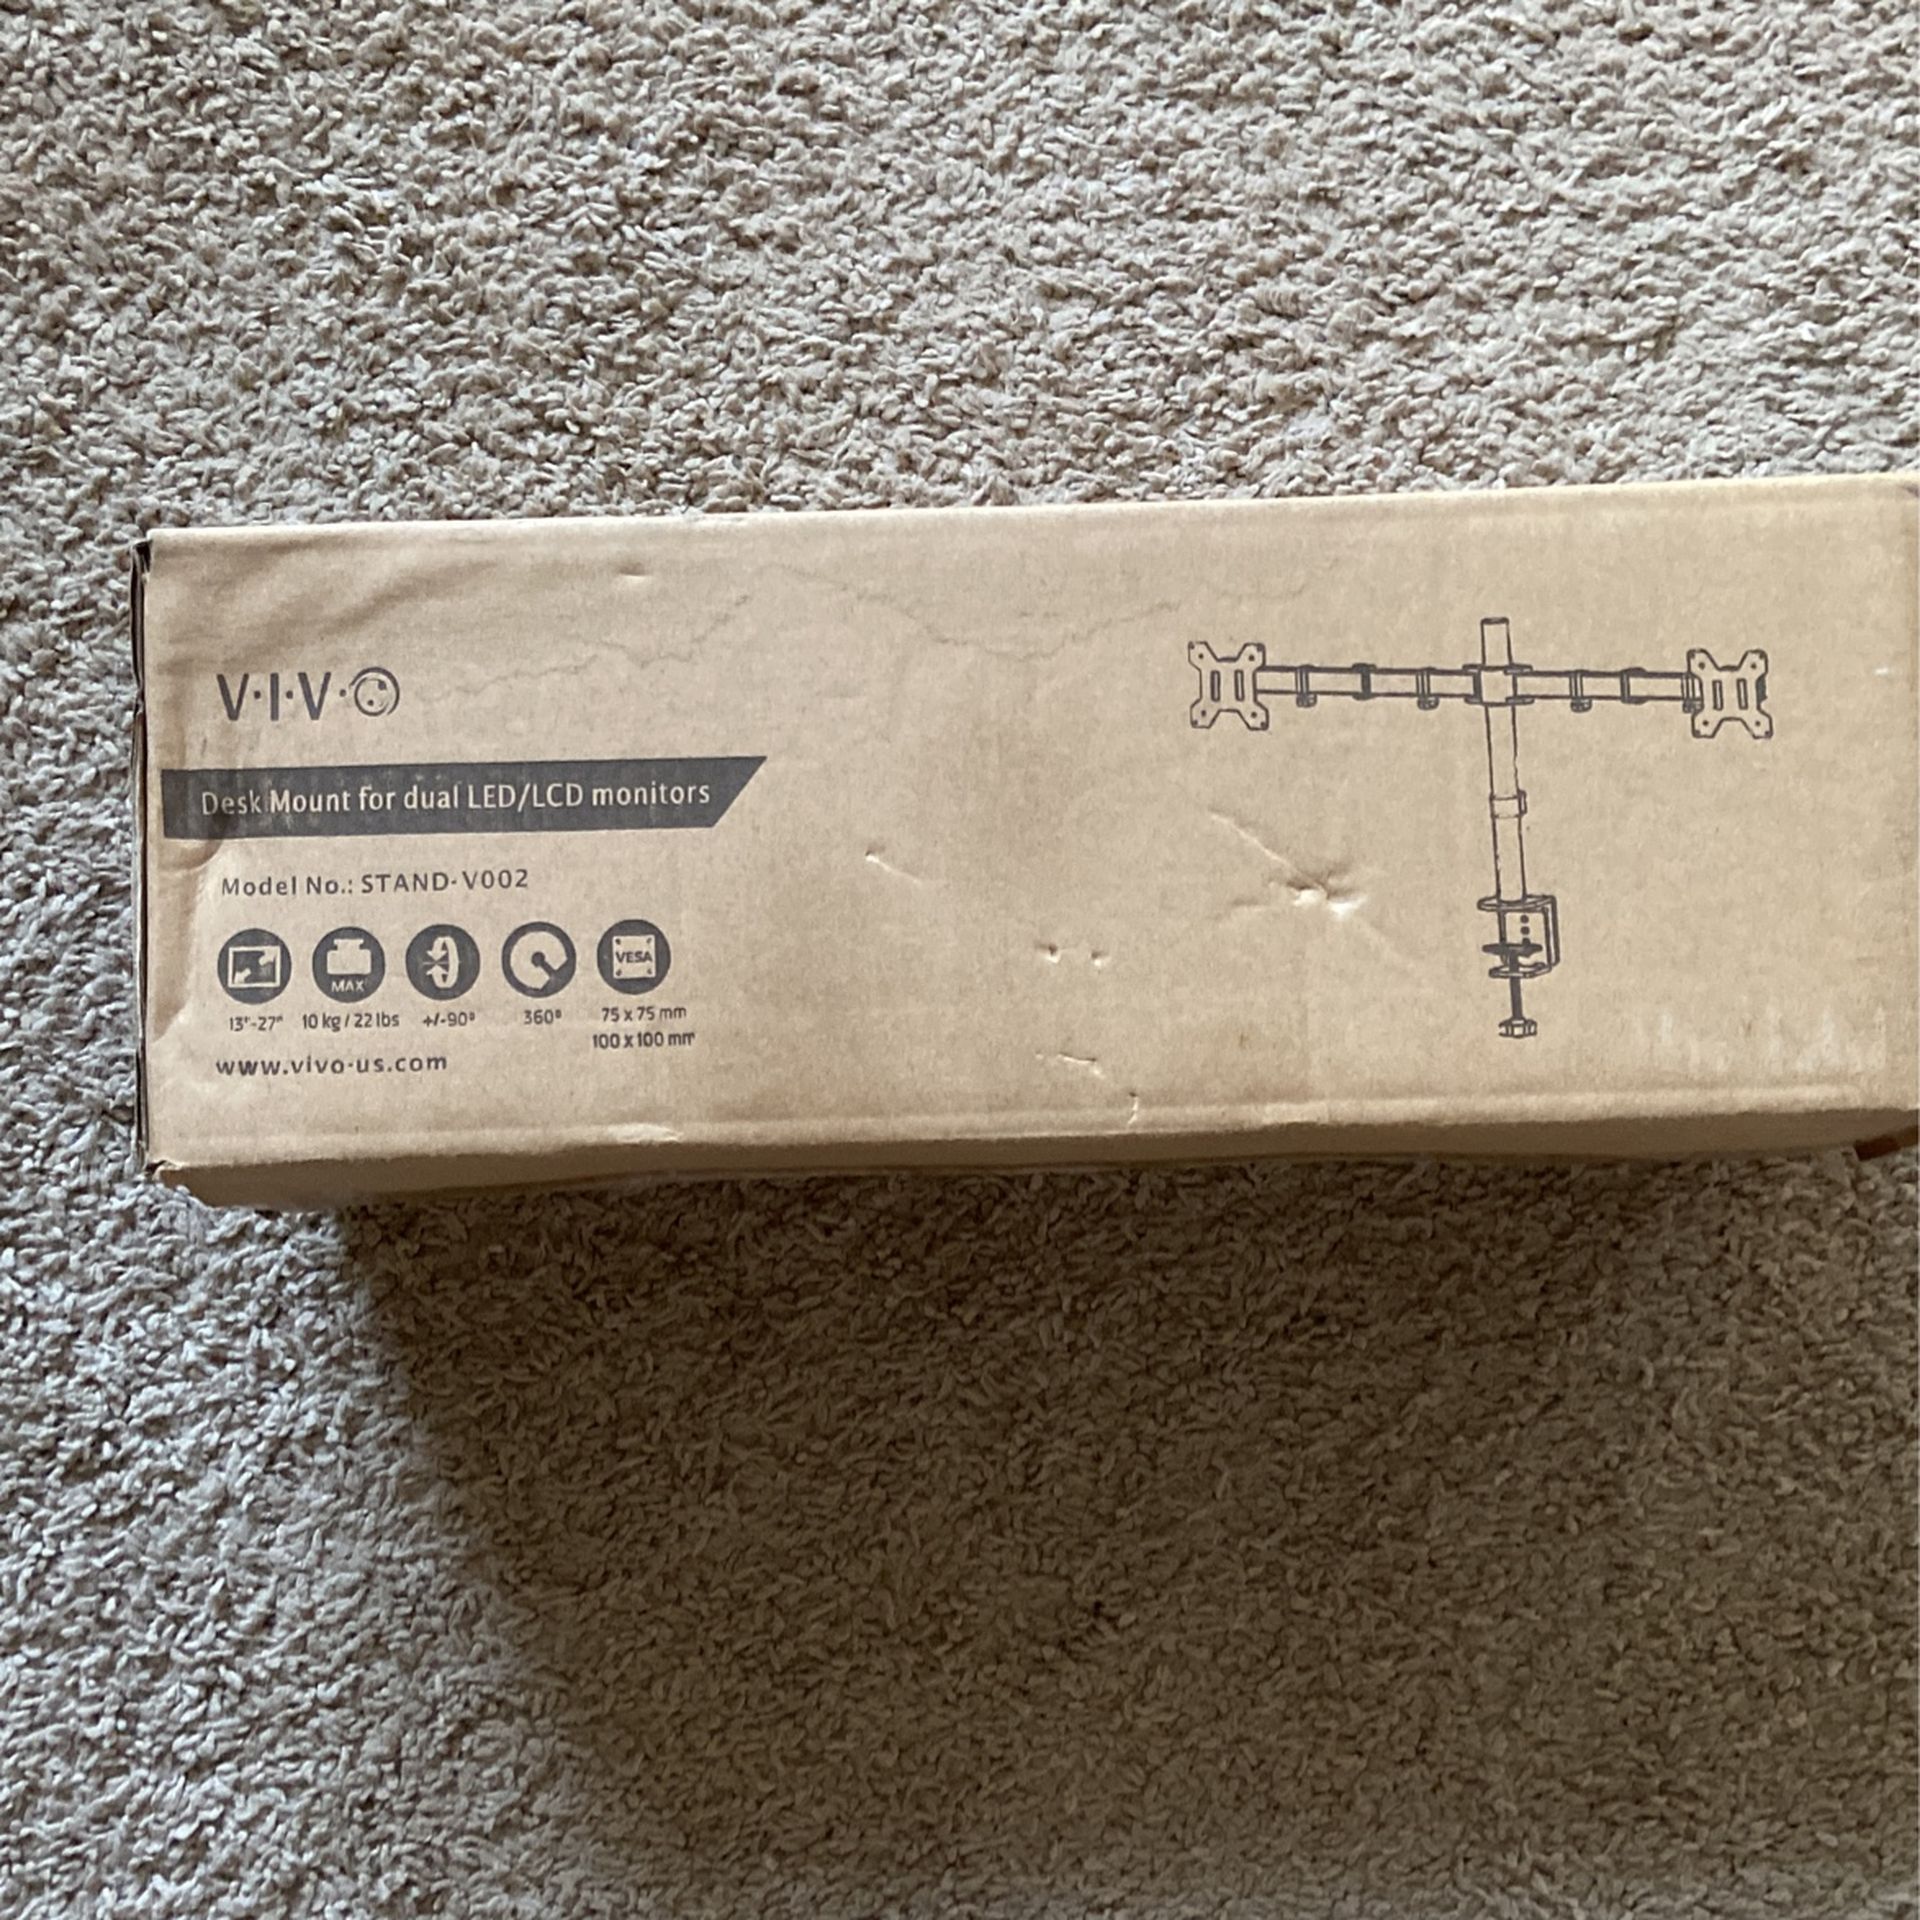 V·I·V·O
Desk Mount for dual LED/LCD monitors
Model No.: STAND-V002
MAX
VESA
13"-27" 10 kg / 22 lbs +/-90° 360° 75 x 75 mm
100 x 100 mm
www.vivo-us.com